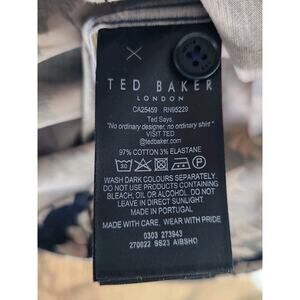 TED BAKER
LONDON
CA25459 RN95229
Ted Says,
"No ordinary designer, no ordinary shirt"
VISIT TED
@tedbaker.com
97% COTTON 3% ELASTANE
30
WASH DARK COLOURS SEPARATELY.
DO NOT USE PRODUCTS CONTAINING
BLEACH, OIL OR ALCOHOL. DO NOT
LEAVE IN DIRECT SUNLIGHT
MADE IN PORTUGAL
MADE WITH CARE, WEAR WITH PRIDE
0303 273943
270022 SS23 AIBSHO